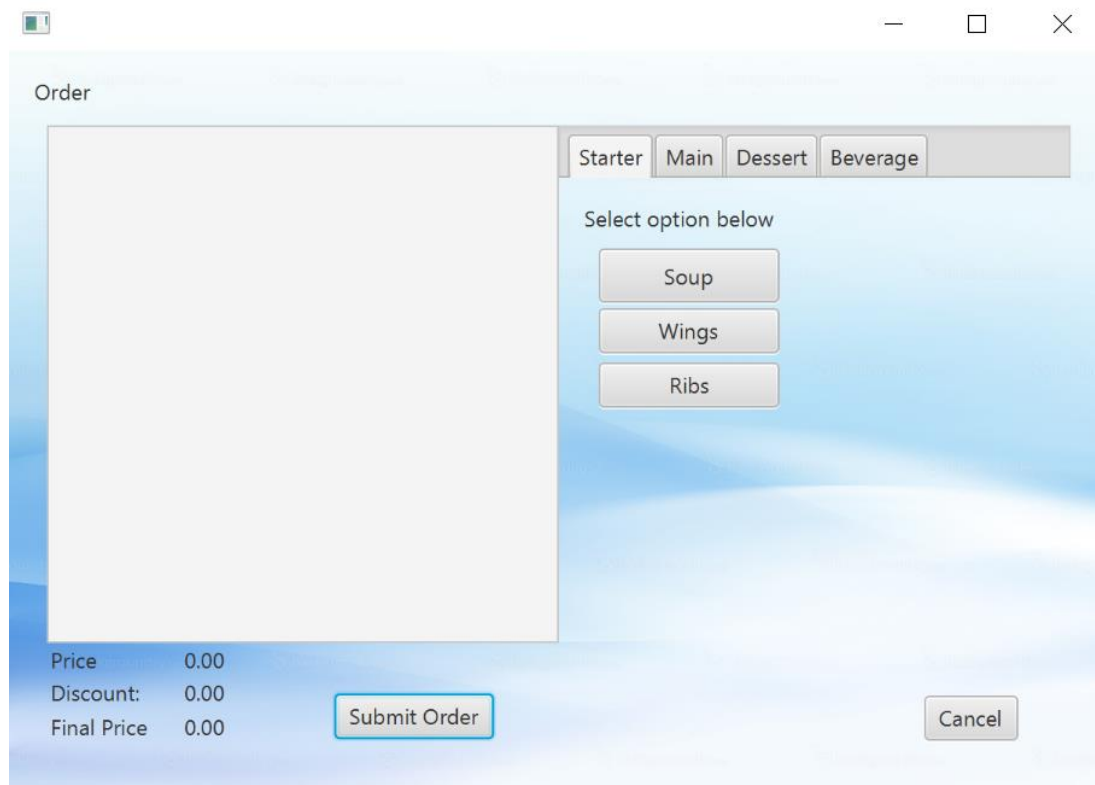 Order
Starter Main Dessert Beverage
Select option below
Soup
Wings
Ribs
Price 0.00
Discount: 0.00
Final Price 0.00
Submit Order
Cancel